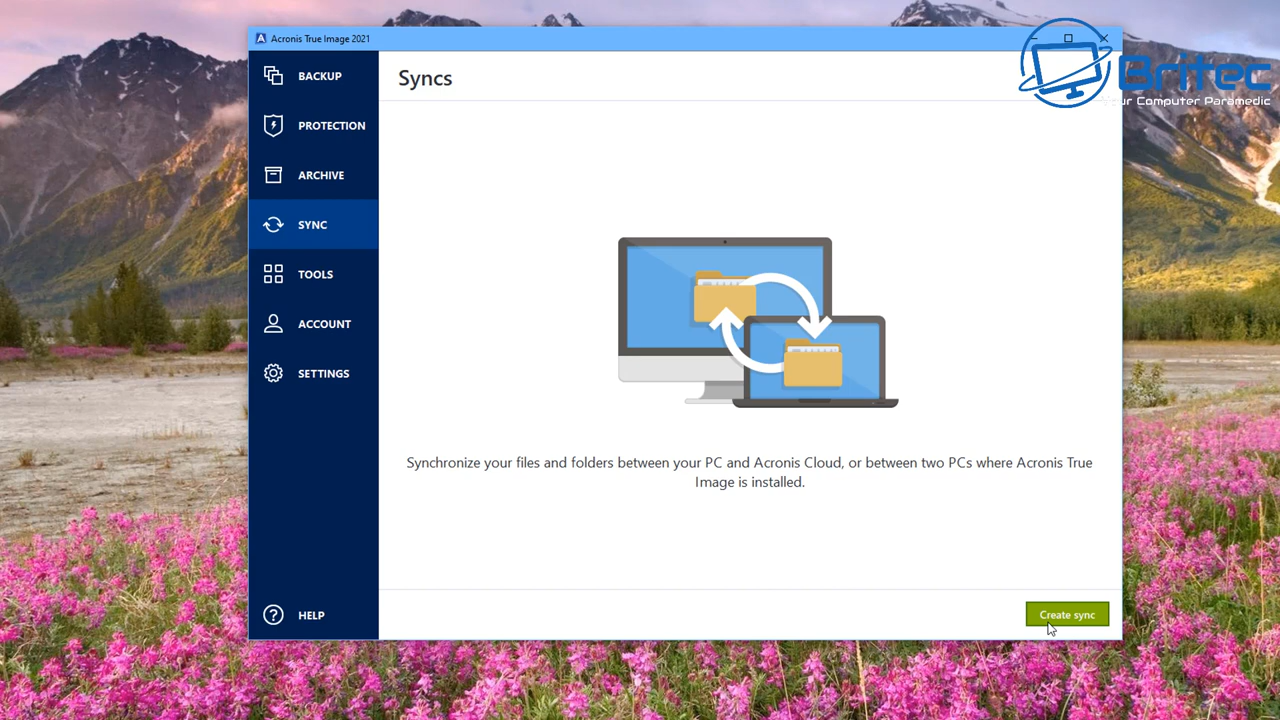 Acronis True Image 2021
Britec
Your Computer Paramedic
BACKUP
Syncs
PROTECTION
ARCHIVE
SYNC
TOOLS
ACCOUNT
SETTINGS
Synchronize your files and folders between your PC and Acronis Cloud, or between two PCs where Acronis True
Image is installed.
HELP
Create sync